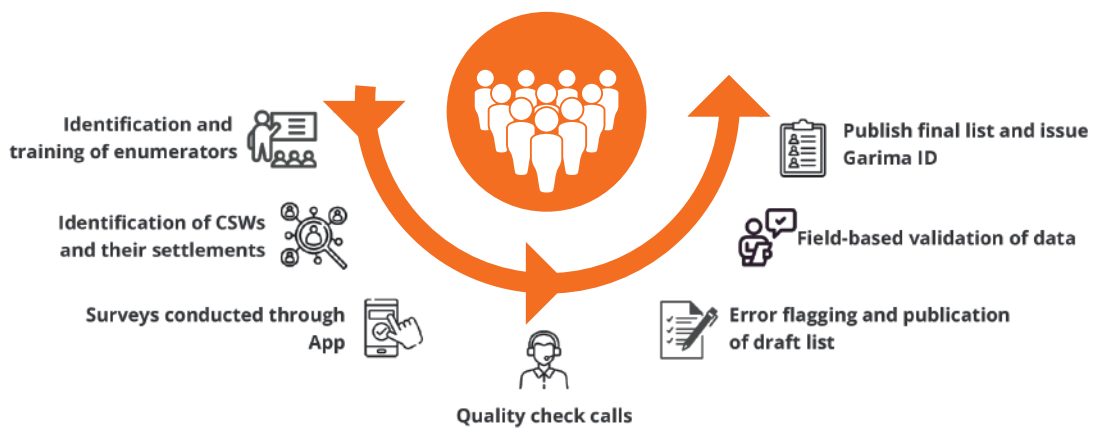 Identification and
training of enumerators
Identification of CSWs
and their settlements
Surveys conducted through
App
Quality check calls
Error flagging and publication
of draft list
Field-based validation of data
Publish final list and issue
Garima ID